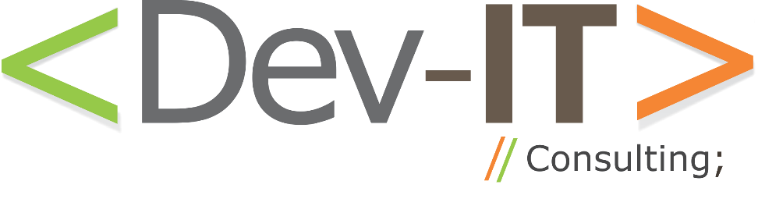 <Dev-IT>
// Consulting;